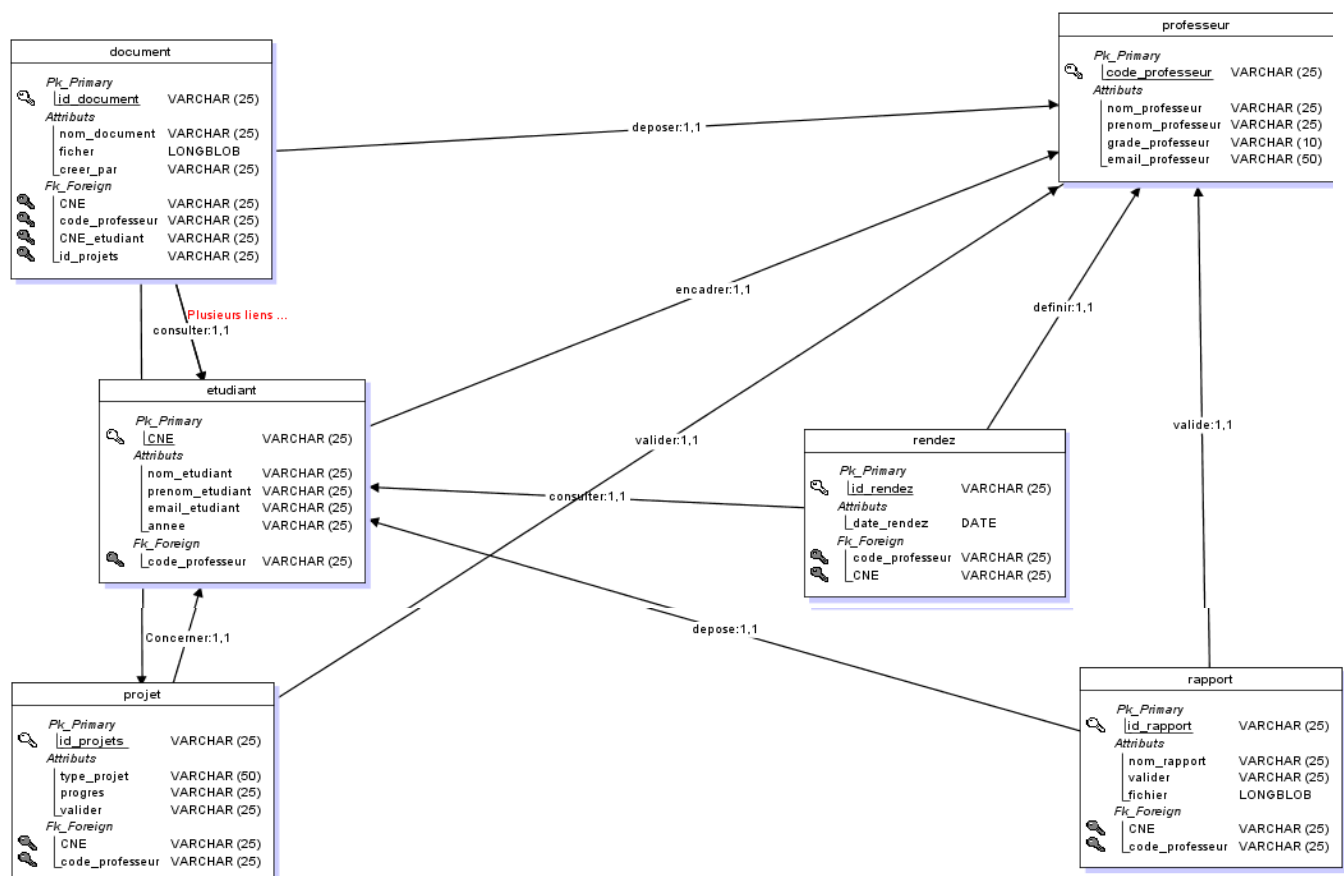 document
Pk_Primary
id_document VARCHAR (25)
Attributs
nom_document VARCHAR (25)
ficher LONGBLOB
creer_par VARCHAR (25)
Fk_Foreign
CNE VARCHAR (25)
code_professeur VARCHAR (25)
CNE_etudiant VARCHAR (25)
id_projets VARCHAR (25)
professeur
Pk_Primary
code_professeur VARCHAR (25)
Attributs
nom_professeur VARCHAR (25)
prenom_professeur VARCHAR (25)
grade_professeur VARCHAR (10)
email_professeur VARCHAR (50)
deposer:1,1
encadrer:1,1
definir:1,1
Plusieurs liens ...
consulter:1,1
etudiant
Pk_Primary
CNE VARCHAR (25)
Attributs
nom_etudiant VARCHAR (25)
prenom_etudiant VARCHAR (25)
email_etudiant VARCHAR (25)
annee VARCHAR (25)
Fk_Foreign
code_professeur VARCHAR (25)
valider:1,1
valide:1,1
consulter:1,1
rendez
Pk_Primary
id_rendez VARCHAR (25)
Attributs
date_rendez DATE
Fk_Foreign
code_professeur VARCHAR (25)
CNE VARCHAR (25)
Concerner:1,1
depose:1,1
projet
Pk_Primary
id_projets VARCHAR (25)
Attributs
type_projet VARCHAR (50)
progres VARCHAR (25)
valider VARCHAR (25)
Fk_Foreign
CNE VARCHAR (25)
code_professeur VARCHAR (25)
rapport
Pk_Primary
id_rapport VARCHAR (25)
Attributs
nom_rapport VARCHAR (25)
valider VARCHAR (25)
fichier LONGBLOB
Fk_Foreign
CNE VARCHAR (25)
code_professeur VARCHAR (25)